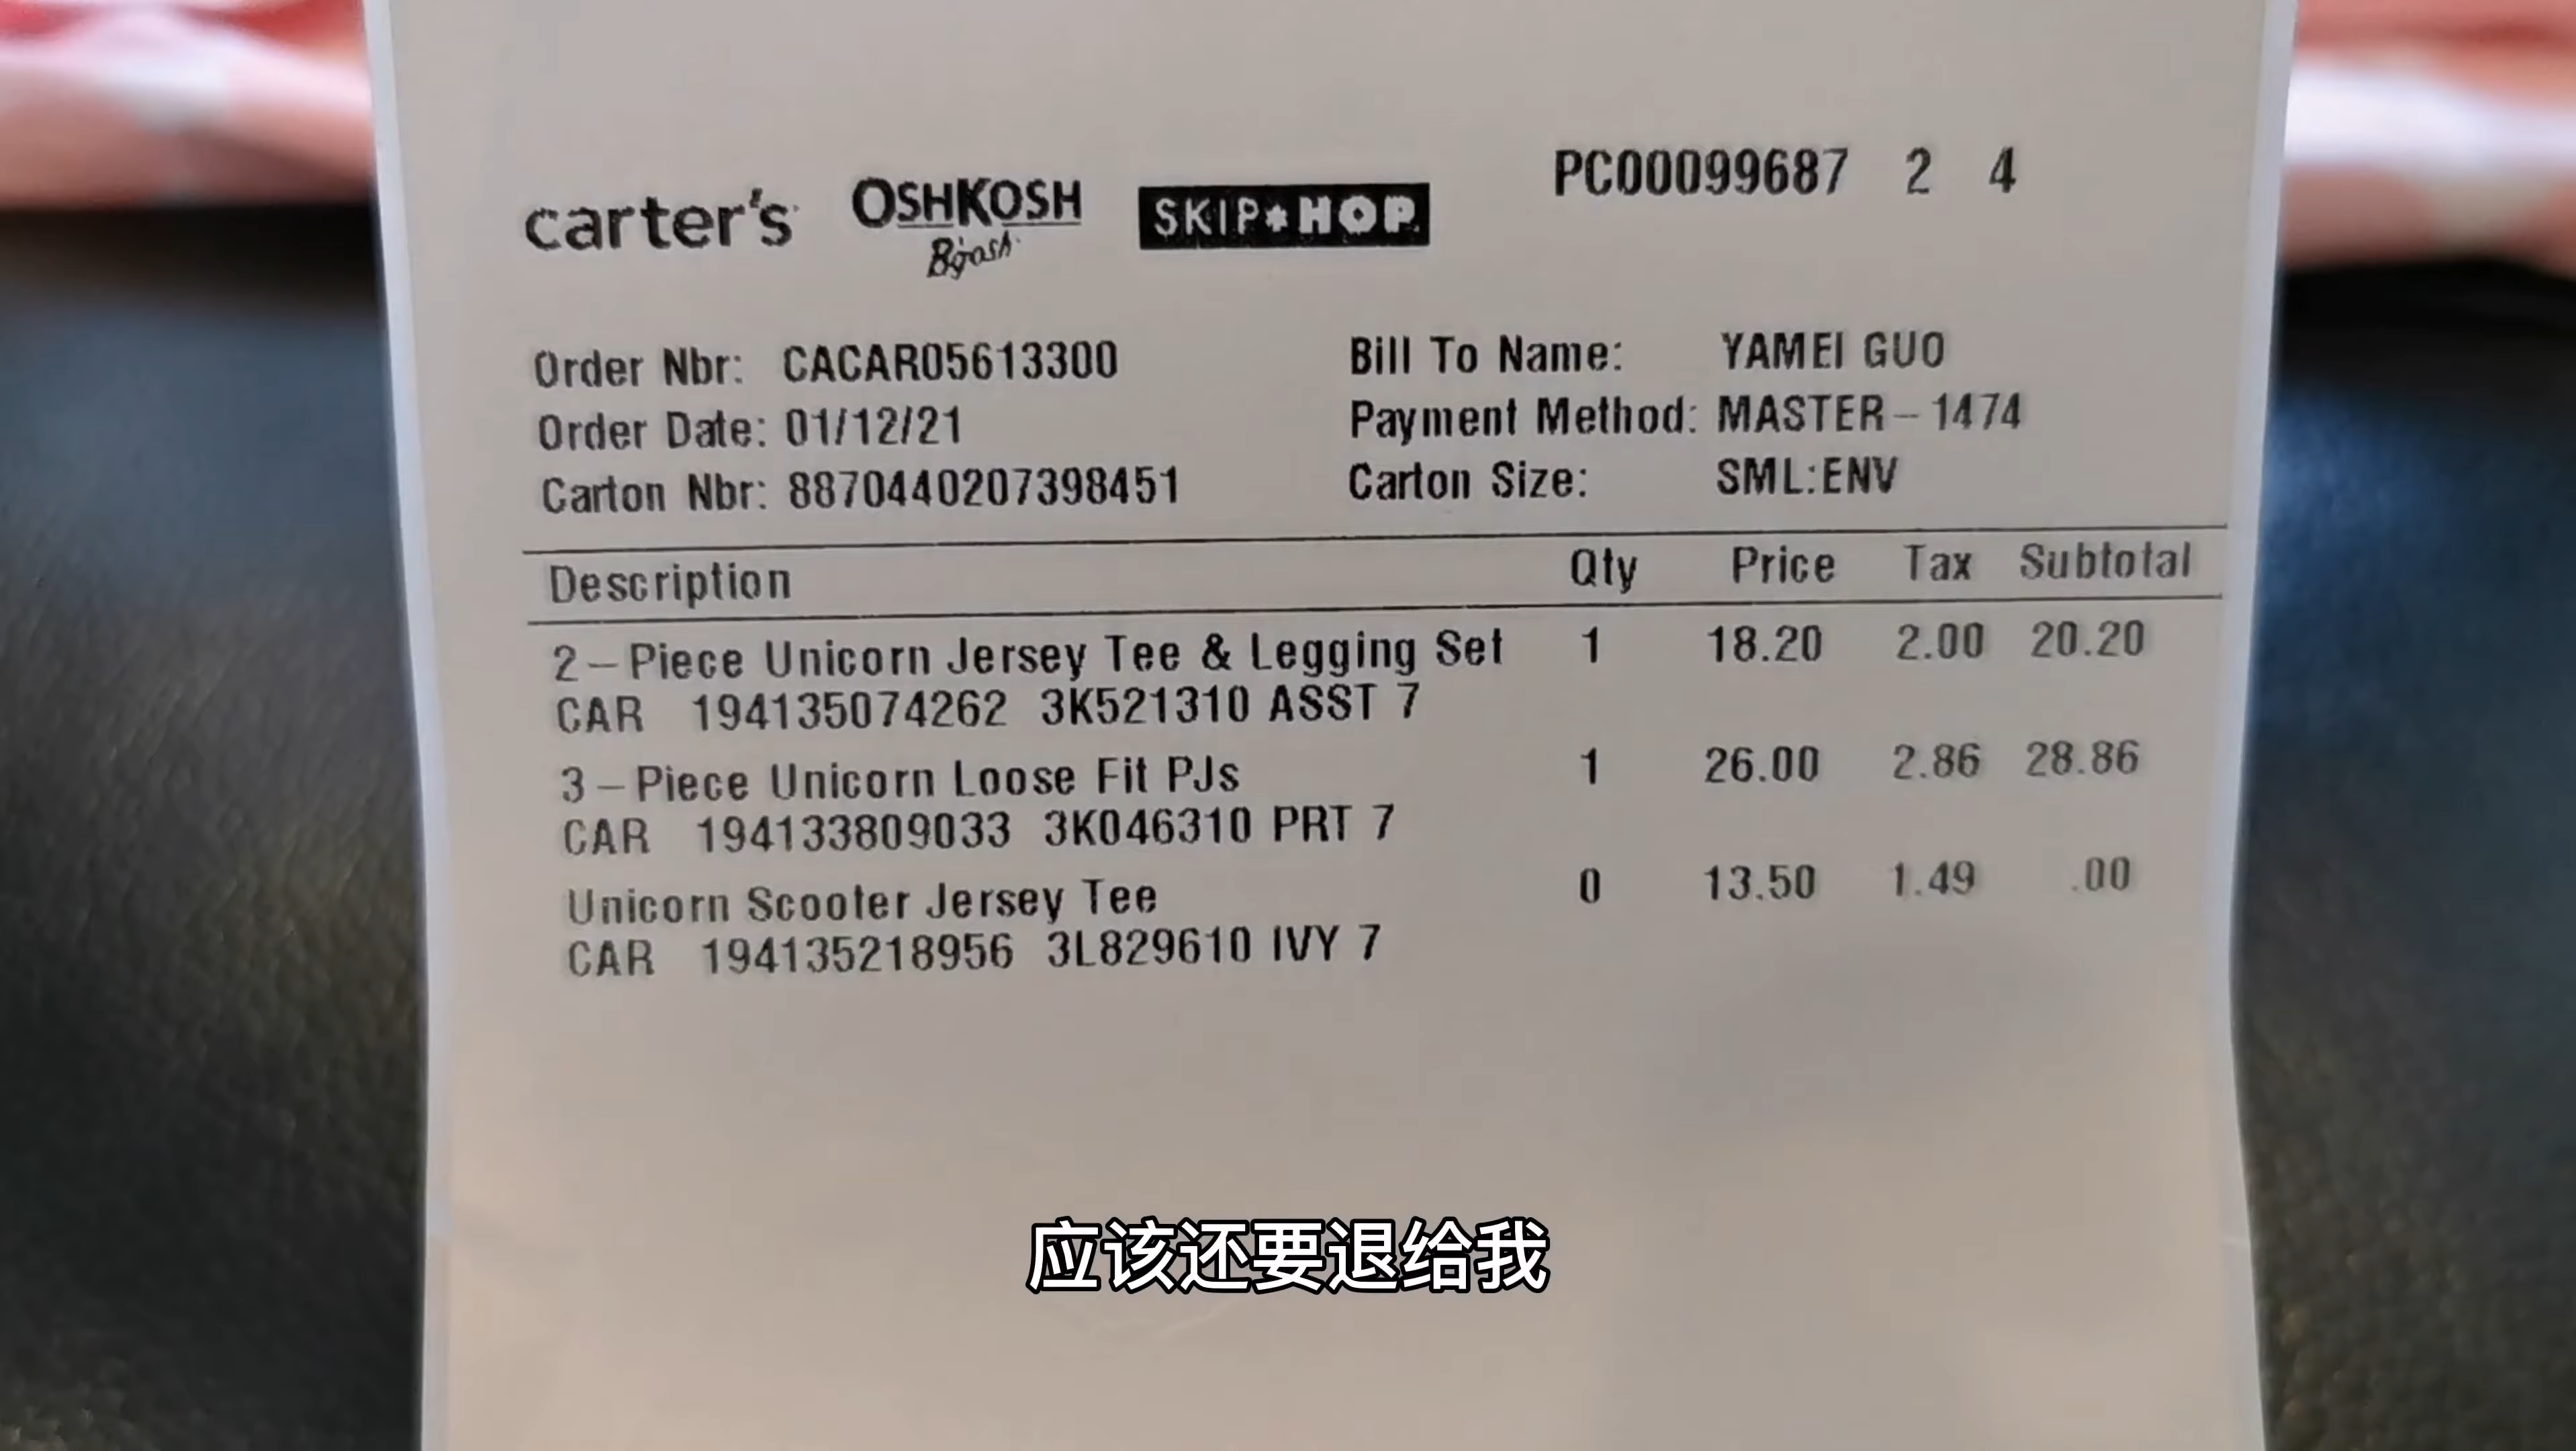 carter's OSHKOSH B'gosh SKIP*HOP PC00099687 2 4
Order Nbr: CACAR05613300 Bill To Name: YAMEI GUO
Order Date: 01/12/21 Payment Method: MASTER-1474
Carton Nbr: 8870440207398451 Carton Size: SML:ENV
Description Qty Price Tax Subtotal
2-Piece Unicorn Jersey Tee & Legging Set 1 18.20 2.00 20.20
CAR 194135074262 3K521310 ASST 7
3-Piece Unicorn Loose Fit PJs 1 26.00 2.86 28.86
CAR 194133809033 3K046310 PRT 7
Unicorn Scooter Jersey Tee 0 13.50 1.49 .00
CAR 194135218956 3L829610 IVY 7
应该还要退给我